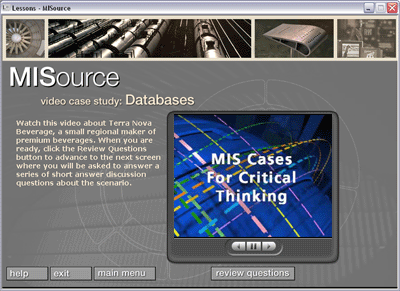 Lessons - MISource
MISource
video case study: Databases
Watch this video about Terra Nova
Beverage, a small regional maker of
premium beverages. When you are
ready, click the Review Questions
button to advance to the next screen
where you will be asked to answer a
series of short answer discussion
questions about the scenario.
MIS Cases
For Critical
Thinking
help
exit
main menu
review questions